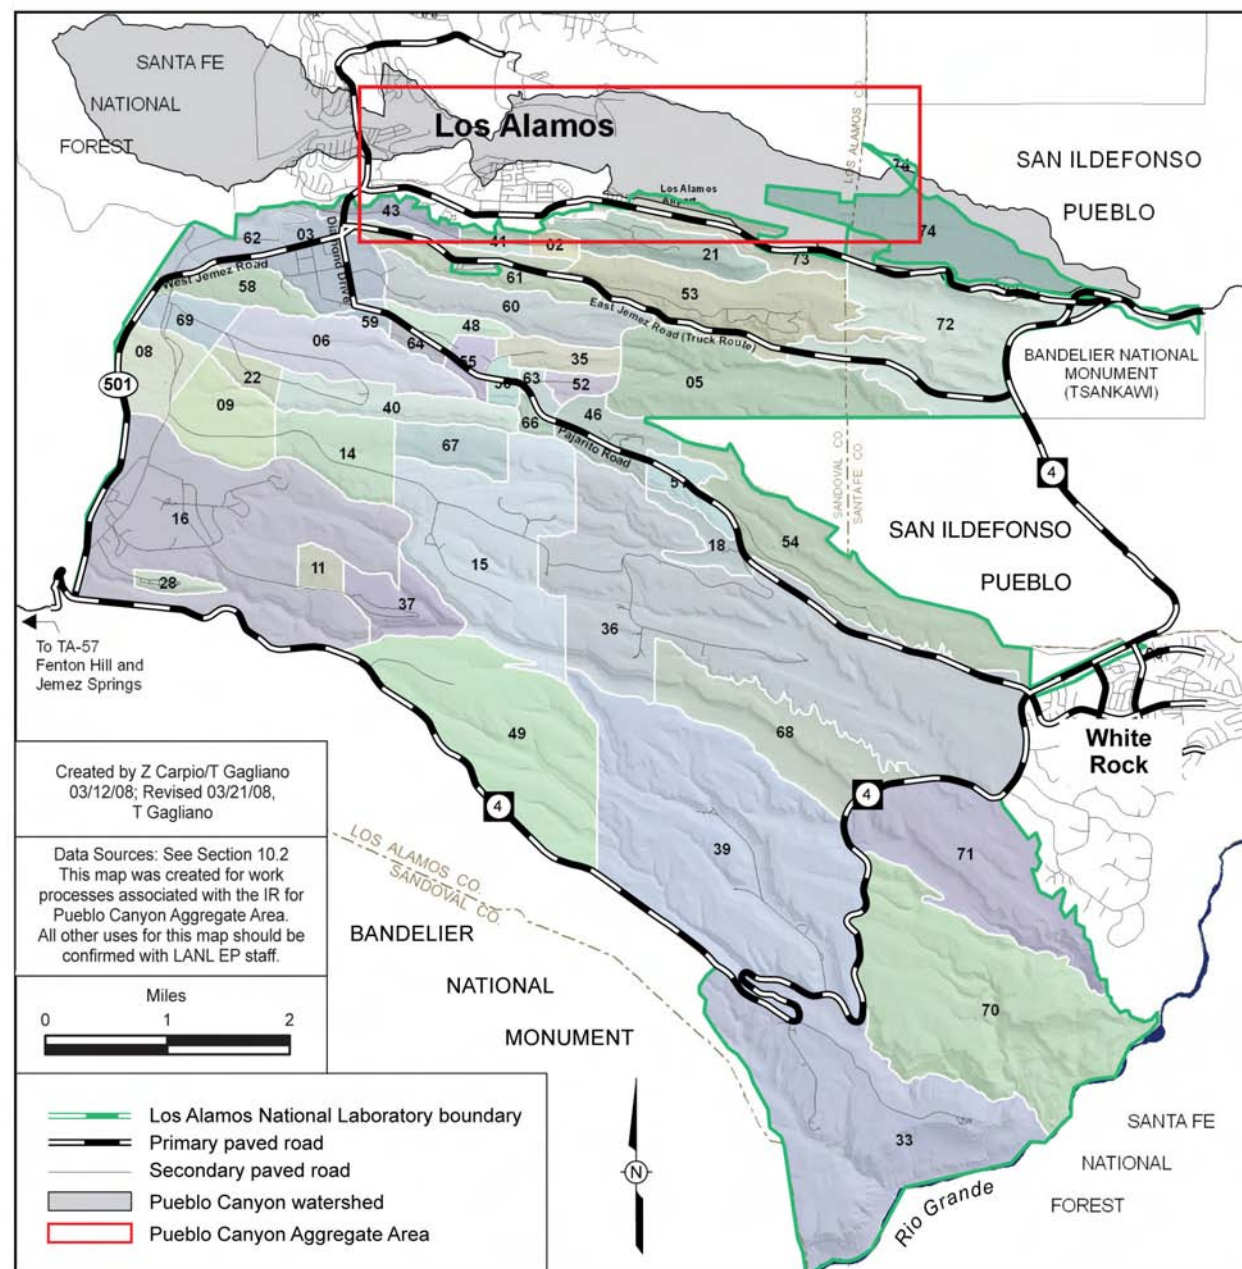 SANTA FE
NATIONAL
FOREST
Los Alamos
LOS ALAMOS CO.
74
SAN ILDEFONSO
PUEBLO
Los Alamos
Airport
43
74
62
03
Diamond Drive
41
02
21
73
West Jemez Road
58
61
53
60
East Jemez Road (Truck Route)
72
69
59
48
06
64
08
55
35
BANDELIER NATIONAL
MONUMENT
(TSANKAWI)
501
22
63
52
05
09
40
46
66
14
67
Pajarito Road
4
SANDOVAL CO.
SANTA FE CO.
16
SAN ILDEFONSO
PUEBLO
18
54
15
11
28
37
36
To TA-57
Fenton Hill and
Jemez Springs
49
68
White
Rock
Created by Z Carpio/T Gagliano
03/12/08; Revised 03/21/08,
T Gagliano
4
4
LOS ALAMOS CO.
SANDOVAL CO.
39
71
Data Sources: See Section 10.2
This map was created for work
processes associated with the IR for
Pueblo Canyon Aggregate Area.
All other uses for this map should be
confirmed with LANL EP staff.
BANDELIER
NATIONAL
MONUMENT
Miles
0 1 2
70
33
Rio Grande
SANTA FE
NATIONAL
FOREST
N
Los Alamos National Laboratory boundary
Primary paved road
Secondary paved road
Pueblo Canyon watershed
Pueblo Canyon Aggregate Area